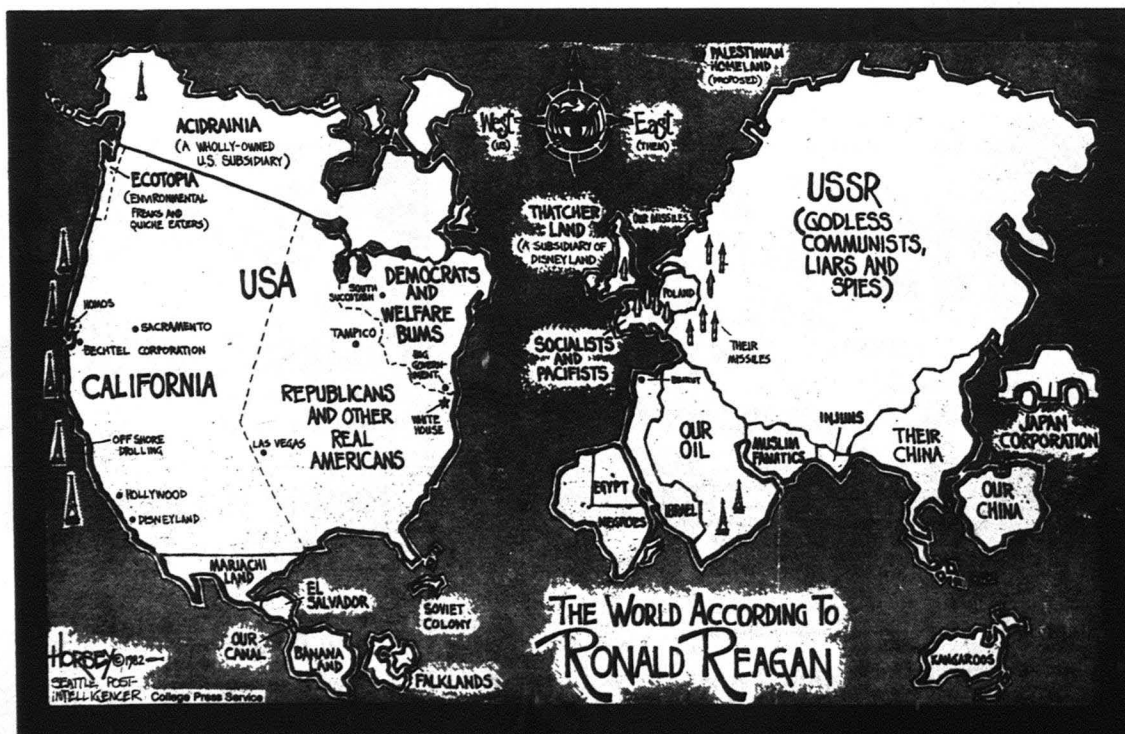 PALESTINIAN
HOMELAND
(PROPOSED)
ACIDRAINIA
(A WHOLLY-OWNED
U.S. SUBSIDIARY)
West
(US)
East
(THEM)
ECOTOPIA
(ENVIRONMENTAL
FREAKS AND
QUICHE EATERS)
THATCHER
LAND
(A SUBSIDIARY OF
DISNEYLAND
OUR MISSILES
USSR
(GODLESS
COMMUNISTS,
LIARS AND
SPIES)
USA
SOUTH
SUCCOTASH
DEMOCRATS
AND
WELFARE
BUMS
POLAND
HOMOS
SACRAMENTO
BECHTEL CORPORATION
TAMPICO
BIG
GOVERN-
MENT
THEIR
MISSILES
SOCIALISTS
AND
PACIFISTS
CALIFORNIA
REPUBLICANS
AND OTHER
REAL
AMERICANS
WHITE
HOUSE
BEIRUT
OFF SHORE
DRILLING
LAS VEGAS
OUR
OIL
MUSLIM
FANATICS
INJUNS
THEIR
CHINA
JAPAN
CORPORATION
HOLLYWOOD
DISNEYLAND
EGYPT
NEGROES
ISRAEL
OUR
CHINA
MARIACHI
LAND
EL
SALVADOR
SOVIET
COLONY
OUR
CANAL
BANANA
LAND
FALKLANDS
KANGAROOS
THE WORLD ACCORDING TO
RONALD REAGAN
HORSEY ©1982
SEATTLE POST-
INTELLIGENCER College Press Service